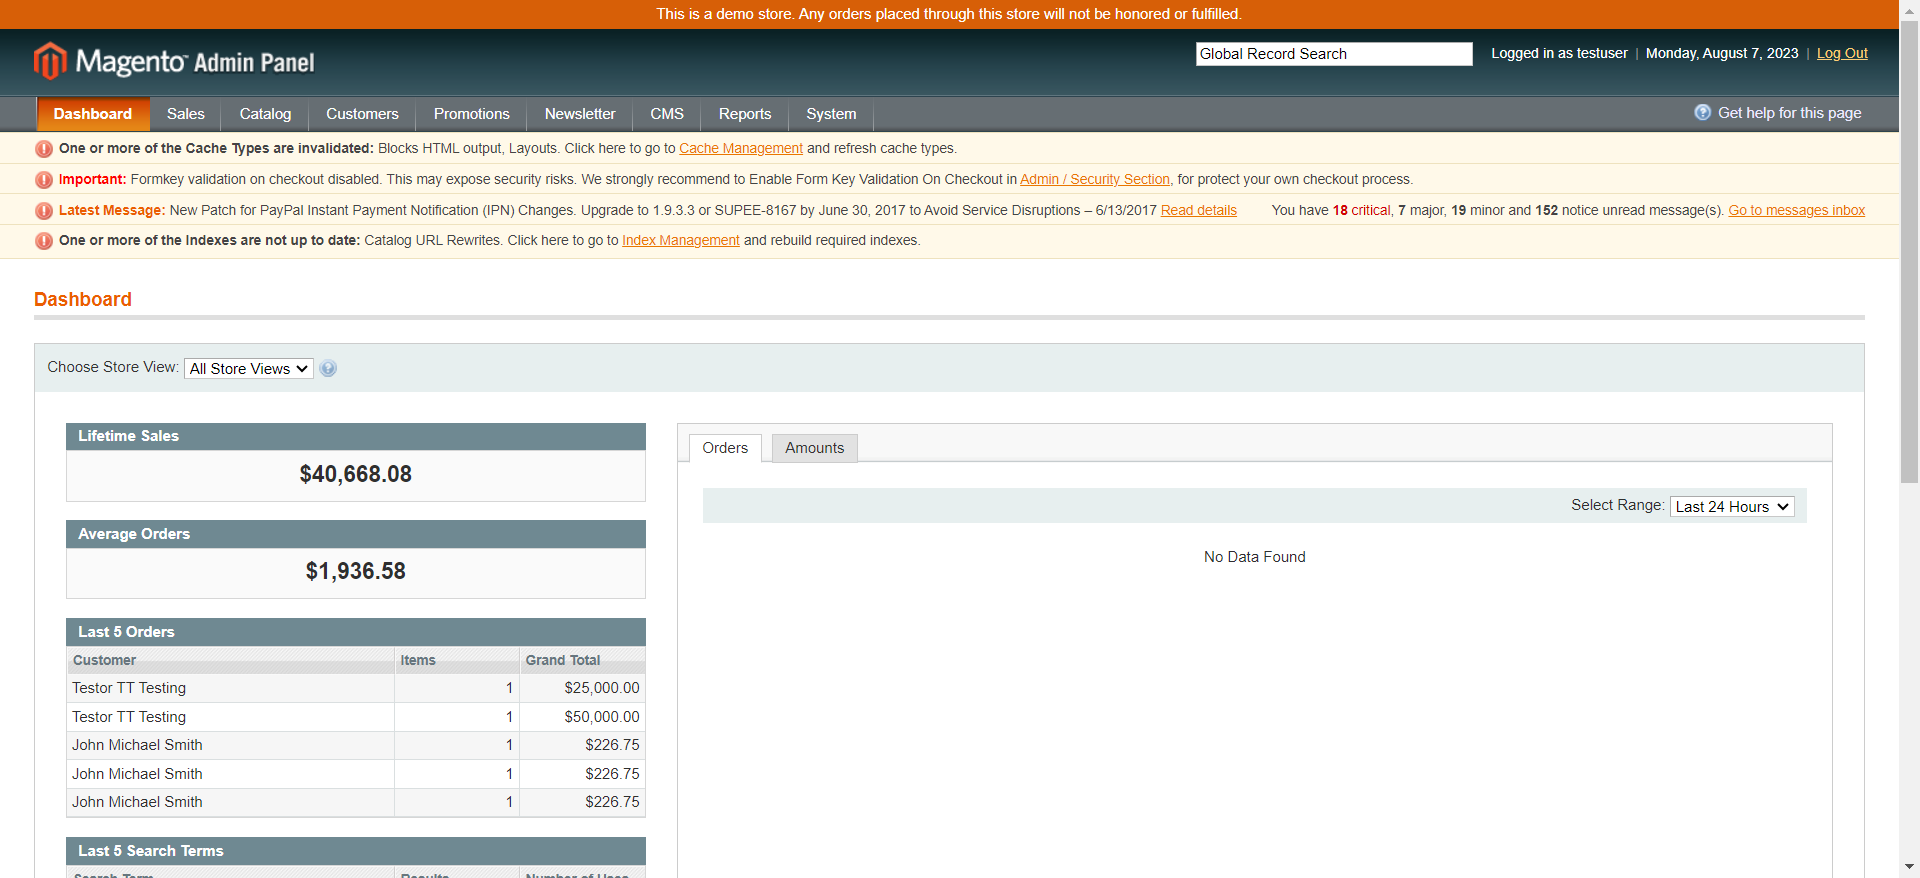 This is a demo store. Any orders placed through this store will not be honored or fulfilled.
Magento Admin Panel
Global Record Search
Logged in as testuser | Monday, August 7, 2023 | Log Out
Dashboard Sales Catalog Customers Promotions Newsletter CMS Reports System
Get help for this page
One or more of the Cache Types are invalidated: Blocks HTML output, Layouts. Click here to go to Cache Management and refresh cache types.
Important: Formkey validation on checkout disabled. This may expose security risks. We strongly recommend to Enable Form Key Validation On Checkout in Admin / Security Section, for protect your own checkout process.
Latest Message: New Patch for PayPal Instant Payment Notification (IPN) Changes. Upgrade to 1.9.3.3 or SUPEE-8167 by June 30, 2017 to Avoid Service Disruptions – 6/13/2017 Read details
You have 18 critical, 7 major, 19 minor and 152 notice unread message(s). Go to messages inbox
One or more of the Indexes are not up to date: Catalog URL Rewrites. Click here to go to Index Management and rebuild required indexes.
Dashboard
Choose Store View: All Store Views
Lifetime Sales
$40,668.08
Average Orders
$1,936.58
Last 5 Orders
Customer Items Grand Total
Testor TT Testing 1 $25,000.00
Testor TT Testing 1 $50,000.00
John Michael Smith 1 $226.75
John Michael Smith 1 $226.75
John Michael Smith 1 $226.75
Last 5 Search Terms
Search Term Results Number of Uses
Orders Amounts
Select Range: Last 24 Hours
No Data Found